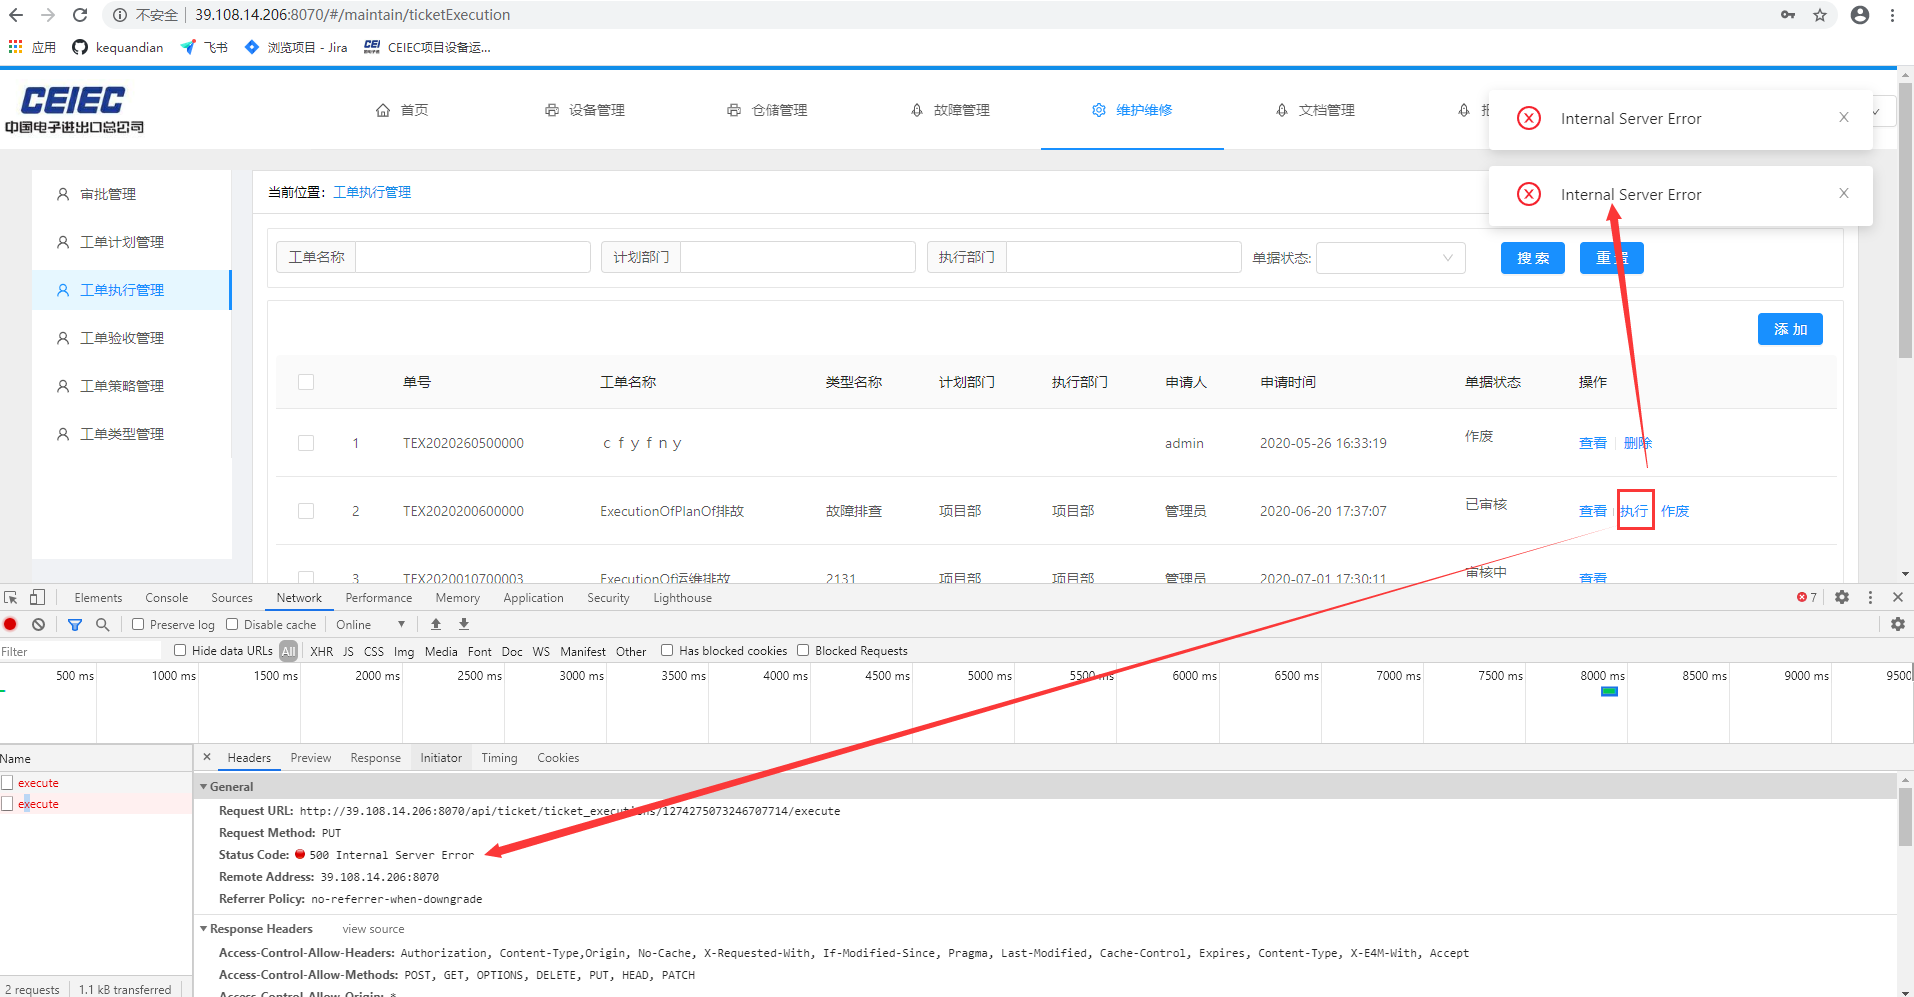 不安全 39.108.14.206:8070/#/maintain/ticketExecution
应用 kequandian 飞书 浏览项目 - Jira CEIEC项目设备运...
CEIEC
中国电子进出口总公司
首页 设备管理 仓储管理 故障管理 维护维修 文档管理
Internal Server Error
Internal Server Error
审批管理
工单计划管理
工单执行管理
工单验收管理
工单策略管理
工单类型管理
当前位置: 工单执行管理
工单名称 计划部门 执行部门 单据状态: 搜 索 重 置
添 加
单号 工单名称 类型名称 计划部门 执行部门 申请人 申请时间 单据状态 操作
1 TEX2020260500000 ｃｆｙｆｎｙ admin 2020-05-26 16:33:19 作废 查看 删除
2 TEX2020200600000 ExecutionOfPlanOf排故 故障排查 项目部 项目部 管理员 2020-06-20 17:37:07 已审核 查看 执行 作废
3 TEX2020010700003 ExecutionOf运维排故 2131 项目部 项目部 管理员 2020-07-01 17:30:11 审核中 查看
Elements Console Sources Network Performance Memory Application Security Lighthouse 7
Preserve log Disable cache Online
Filter Hide data URLs All XHR JS CSS Img Media Font Doc WS Manifest Other Has blocked cookies Blocked Requests
500 ms 1000 ms 1500 ms 2000 ms 2500 ms 3000 ms 3500 ms 4000 ms 4500 ms 5000 ms 5500 ms 6000 ms 6500 ms 7000 ms 7500 ms 8000 ms 8500 ms 9000 ms 9500
Name
execute
execute
2 requests 1.1 kB transferred
Headers Preview Response Initiator Timing Cookies
General
Request URL: http://39.108.14.206:8070/api/ticket/ticket_executions/1274275073246707714/execute
Request Method: PUT
Status Code: 500 Internal Server Error
Remote Address: 39.108.14.206:8070
Referrer Policy: no-referrer-when-downgrade
Response Headers view source
Access-Control-Allow-Headers: Authorization, Content-Type,Origin, No-Cache, X-Requested-With, If-Modified-Since, Pragma, Last-Modified, Cache-Control, Expires, Content-Type, X-E4M-With, Accept
Access-Control-Allow-Methods: POST, GET, OPTIONS, DELETE, PUT, HEAD, PATCH
Access-Control-Allow-Origin: *